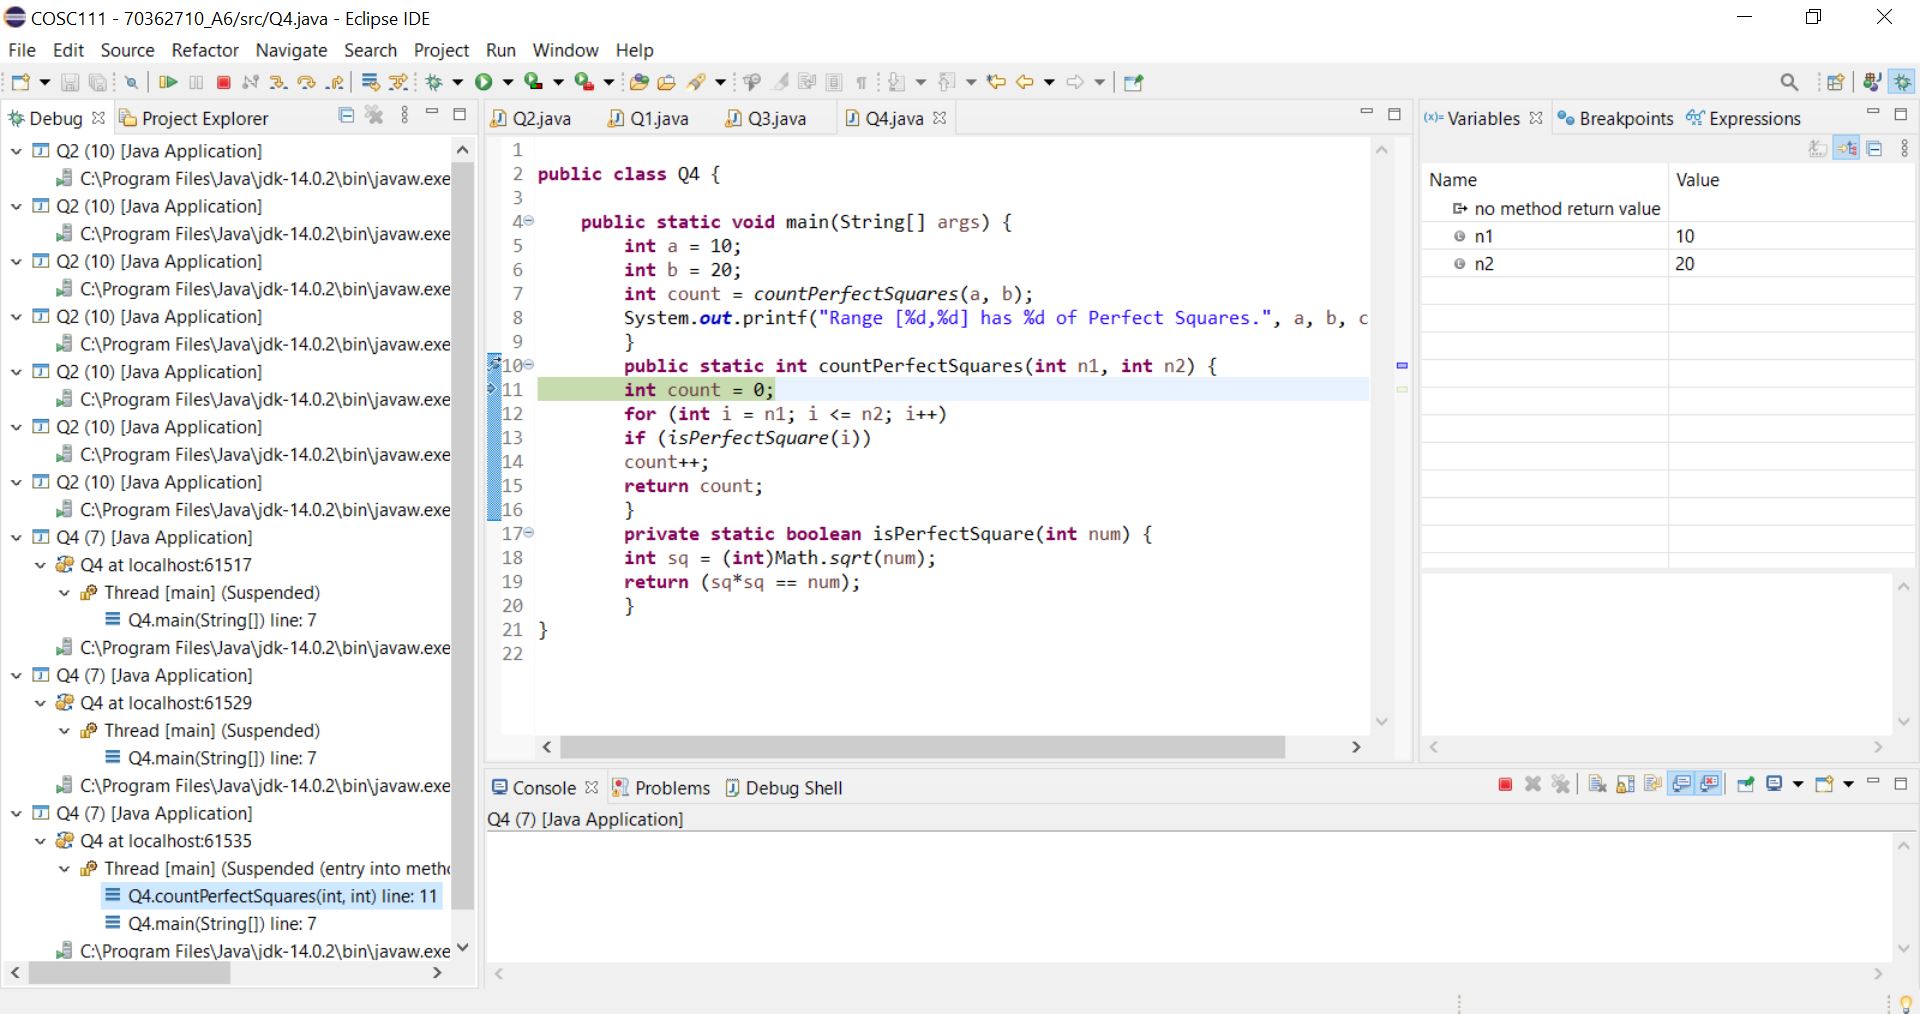 COSC111 - 70362710_A6/src/Q4.java - Eclipse IDE
File Edit Source Refactor Navigate Search Project Run Window Help
Debug Project Explorer
Q2 (10) [Java Application]
C:\Program Files\Java\jdk-14.0.2\bin\javaw.exe
Q2 (10) [Java Application]
C:\Program Files\Java\jdk-14.0.2\bin\javaw.exe
Q2 (10) [Java Application]
C:\Program Files\Java\jdk-14.0.2\bin\javaw.exe
Q2 (10) [Java Application]
C:\Program Files\Java\jdk-14.0.2\bin\javaw.exe
Q2 (10) [Java Application]
C:\Program Files\Java\jdk-14.0.2\bin\javaw.exe
Q2 (10) [Java Application]
C:\Program Files\Java\jdk-14.0.2\bin\javaw.exe
Q2 (10) [Java Application]
C:\Program Files\Java\jdk-14.0.2\bin\javaw.exe
Q4 (7) [Java Application]
Q4 at localhost:61517
Thread [main] (Suspended)
Q4.main(String[]) line: 7
C:\Program Files\Java\jdk-14.0.2\bin\javaw.exe
Q4 (7) [Java Application]
Q4 at localhost:61529
Thread [main] (Suspended)
Q4.main(String[]) line: 7
C:\Program Files\Java\jdk-14.0.2\bin\javaw.exe
Q4 (7) [Java Application]
Q4 at localhost:61535
Thread [main] (Suspended (entry into meth
Q4.countPerfectSquares(int, int) line: 11
Q4.main(String[]) line: 7
C:\Program Files\Java\jdk-14.0.2\bin\javaw.exe
Q2.java Q1.java Q3.java Q4.java
1
2 public class Q4 {
3
4 public static void main(String[] args) {
5 int a = 10;
6 int b = 20;
7 int count = countPerfectSquares(a, b);
8 System.out.printf("Range [%d,%d] has %d of Perfect Squares.", a, b, c
9 }
10 public static int countPerfectSquares(int n1, int n2) {
11 int count = 0;
12 for (int i = n1; i <= n2; i++)
13 if (isPerfectSquare(i))
14 count++;
15 return count;
16 }
17 private static boolean isPerfectSquare(int num) {
18 int sq = (int)Math.sqrt(num);
19 return (sq*sq == num);
20 }
21 }
22
(x)= Variables Breakpoints Expressions
Name Value
no method return value
n1 10
n2 20
Console Problems Debug Shell
Q4 (7) [Java Application]